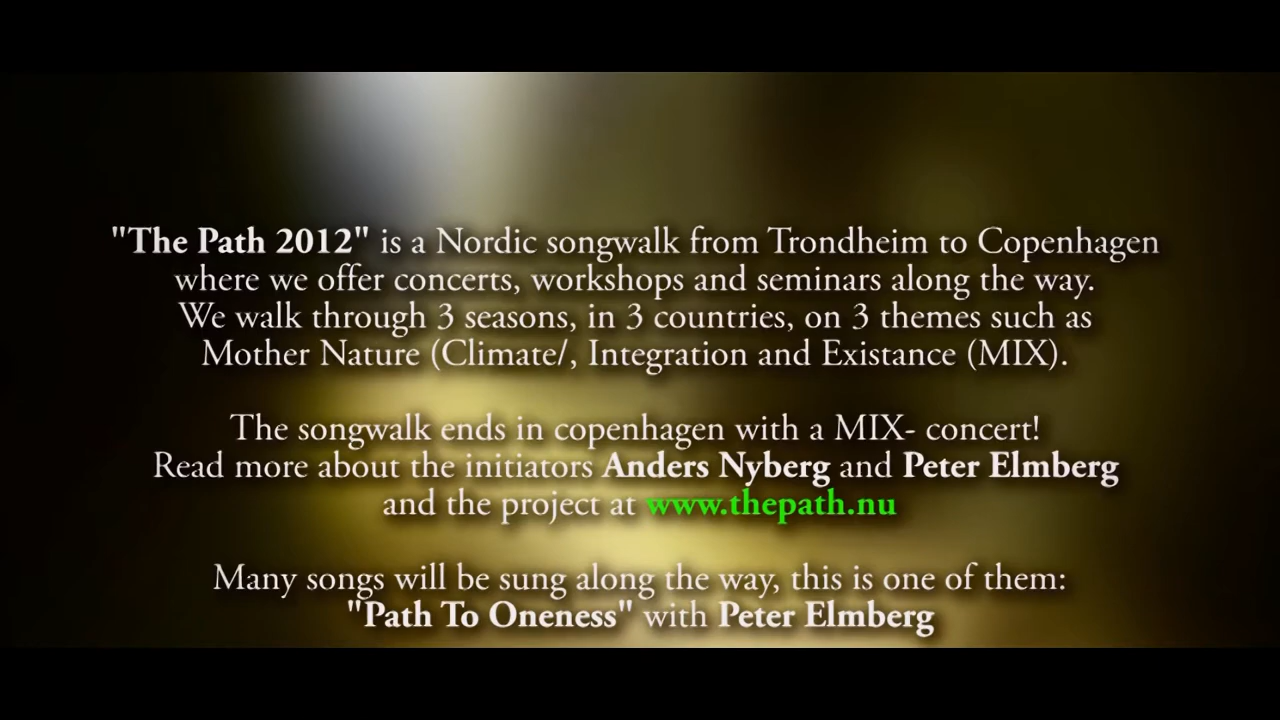 "The Path 2012" is a Nordic songwalk from Trondheim to Copenhagen
where we offer concerts, workshops and seminars along the way.
We walk through 3 seasons, in 3 countries, on 3 themes such as
Mother Nature (Climate/, Integration and Existance (MIX).
The songwalk ends in copenhagen with a MIX- concert!
Read more about the initiators Anders Nyberg and Peter Elmberg
and the project at www.thepath.nu
Many songs will be sung along the way, this is one of them:
"Path To Oneness" with Peter Elmberg